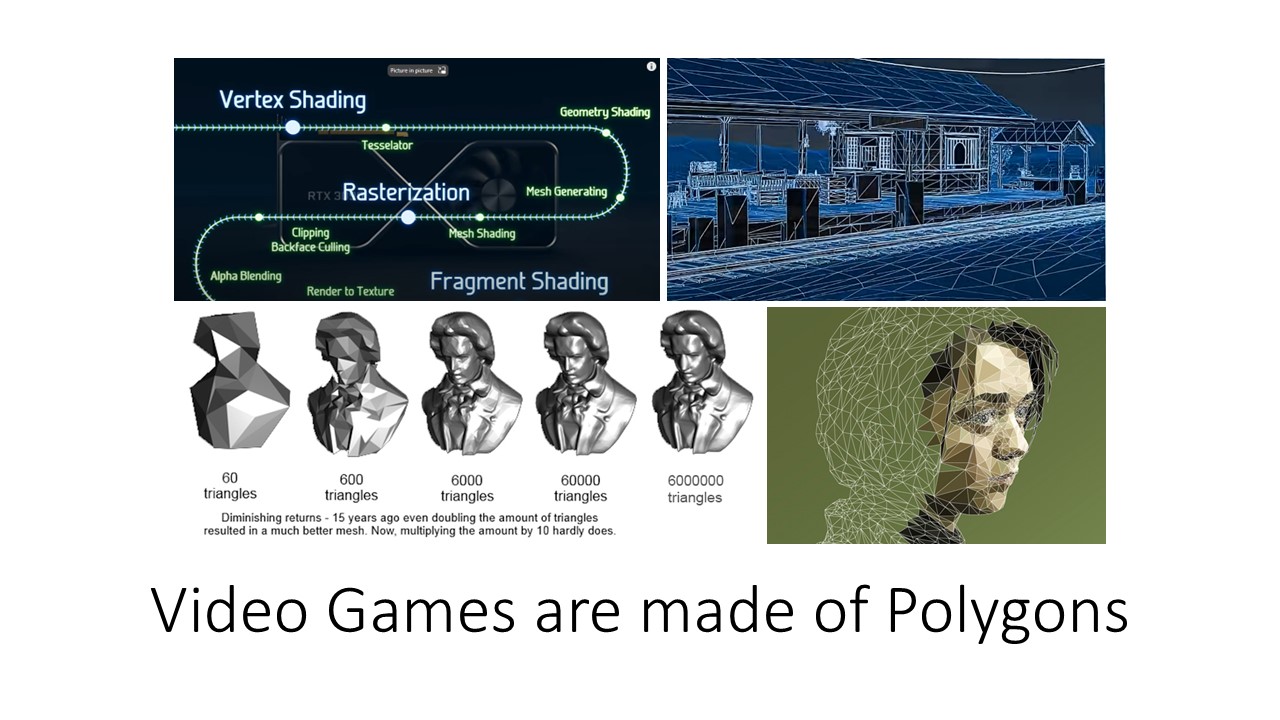 Picture in picture
Vertex Shading
Geometry Shading
Tesselator
Rasterization
Mesh Generating
RTX 3
Clipping
Backface Culling
Mesh Shading
Alpha Blending
Render to Texture
Fragment Shading
60
triangles
600
triangles
6000
triangles
60000
triangles
6000000
triangles
Diminishing returns - 15 years ago even doubling the amount of triangles
resulted in a much better mesh. Now, multiplying the amount by 10 hardly does.
Video Games are made of Polygons